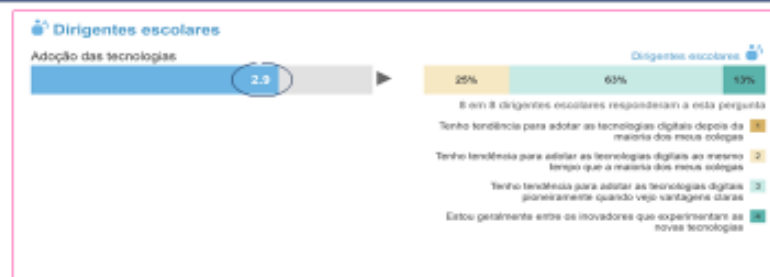 Dirigentes escolares
Adoção das tecnologias
2.9
Dirigentes escolares
25% 63% 13%
8 em 8 dirigentes escolares responderam a esta pergunta
Tenho tendência para adotar as tecnologias digitais depois da 1
maioria dos meus colegas
Tenho tendência para adotar as tecnologias digitais ao mesmo 2
tempo que a maioria dos meus colegas
Tenho tendência para adotar as tecnologias digitais 3
pioneiramente quando vejo vantagens claras
Estou geralmente entre os inovadores que experimentam as 4
novas tecnologias